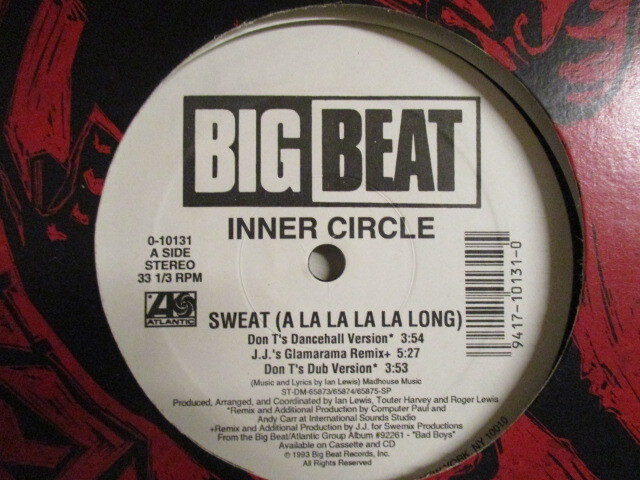 BIG BEAT
INNER CIRCLE
0-10131
A SIDE
STEREO
33 1/3 RPM
ATLANTIC
9417-10131-0
SWEAT (A LA LA LA LA LONG)
Don T's Dancehall Version* 3:54
J.J.'s Glamarama Remix+ 5:27
Don T's Dub Version* 3:53
(Music and Lyrics by Ian Lewis) Madhouse Music
ST-DM-65873/65874/65875-SP
Produced, Arranged, and Coordinated by Ian Lewis, Touter Harvey and Roger Lewis
*Remix and Additional Production by Computer Paul and
Andy Carr at International Sounds Studio
+Remix and Additional Production by J.J. for Swemix Productions
From the Big Beat/Atlantic Group Album #92261 - "Bad Boys"
Available on Cassette and CD
© 1993 Big Beat Records, Inc.
All Rights Reserved
YORK, NY 10010